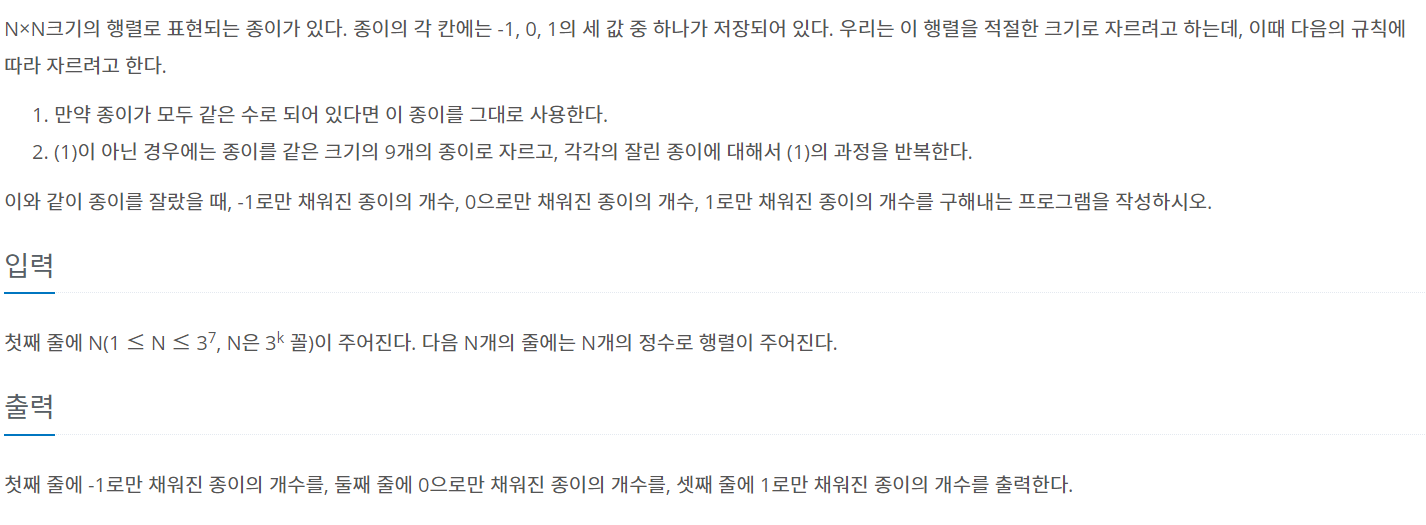 N×N크기의 행렬로 표현되는 종이가 있다. 종이의 각 칸에는 -1, 0, 1의 세 값 중 하나가 저장되어 있다. 우리는 이 행렬을 적절한 크기로 자르려고 하는데, 이때 다음의 규칙에
따라 자르려고 한다.
1. 만약 종이가 모두 같은 수로 되어 있다면 이 종이를 그대로 사용한다.
2. (1)이 아닌 경우에는 종이를 같은 크기의 9개의 종이로 자르고, 각각의 잘린 종이에 대해서 (1)의 과정을 반복한다.
이와 같이 종이를 잘랐을 때, -1로만 채워진 종이의 개수, 0으로만 채워진 종이의 개수, 1로만 채워진 종이의 개수를 구해내는 프로그램을 작성하시오.
입력
첫째 줄에 N(1 ≤ N ≤ 3⁷, N은 3ᵏ 꼴)이 주어진다. 다음 N개의 줄에는 N개의 정수로 행렬이 주어진다.
출력
첫째 줄에 -1로만 채워진 종이의 개수를, 둘째 줄에 0으로만 채워진 종이의 개수를, 셋째 줄에 1로만 채워진 종이의 개수를 출력한다.